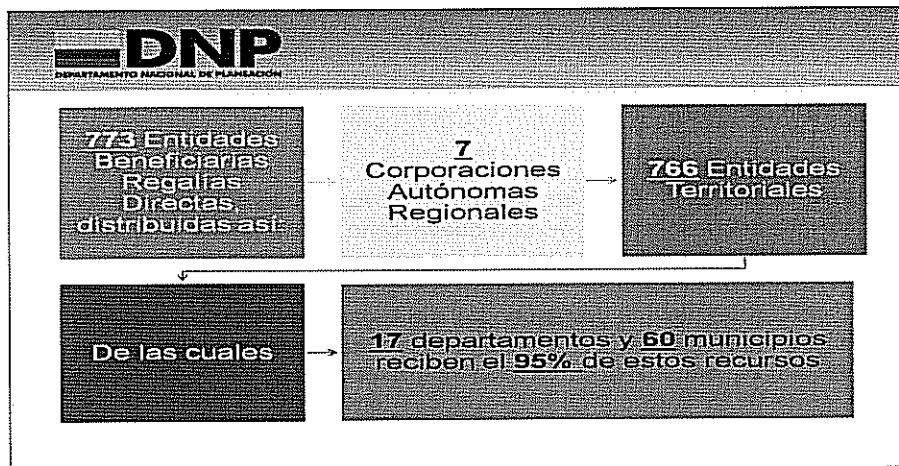 DNP
DEPARTAMENTO NACIONAL DE PLANEACIÓN
773 Entidades
Beneficiarias
Regalías
Directas,
distribuidas así:
7
Corporaciones
Autónomas
Regionales
766 Entidades
Territoriales
De las cuales
17 departamentos y 60 municipios
reciben el 95% de estos recursos